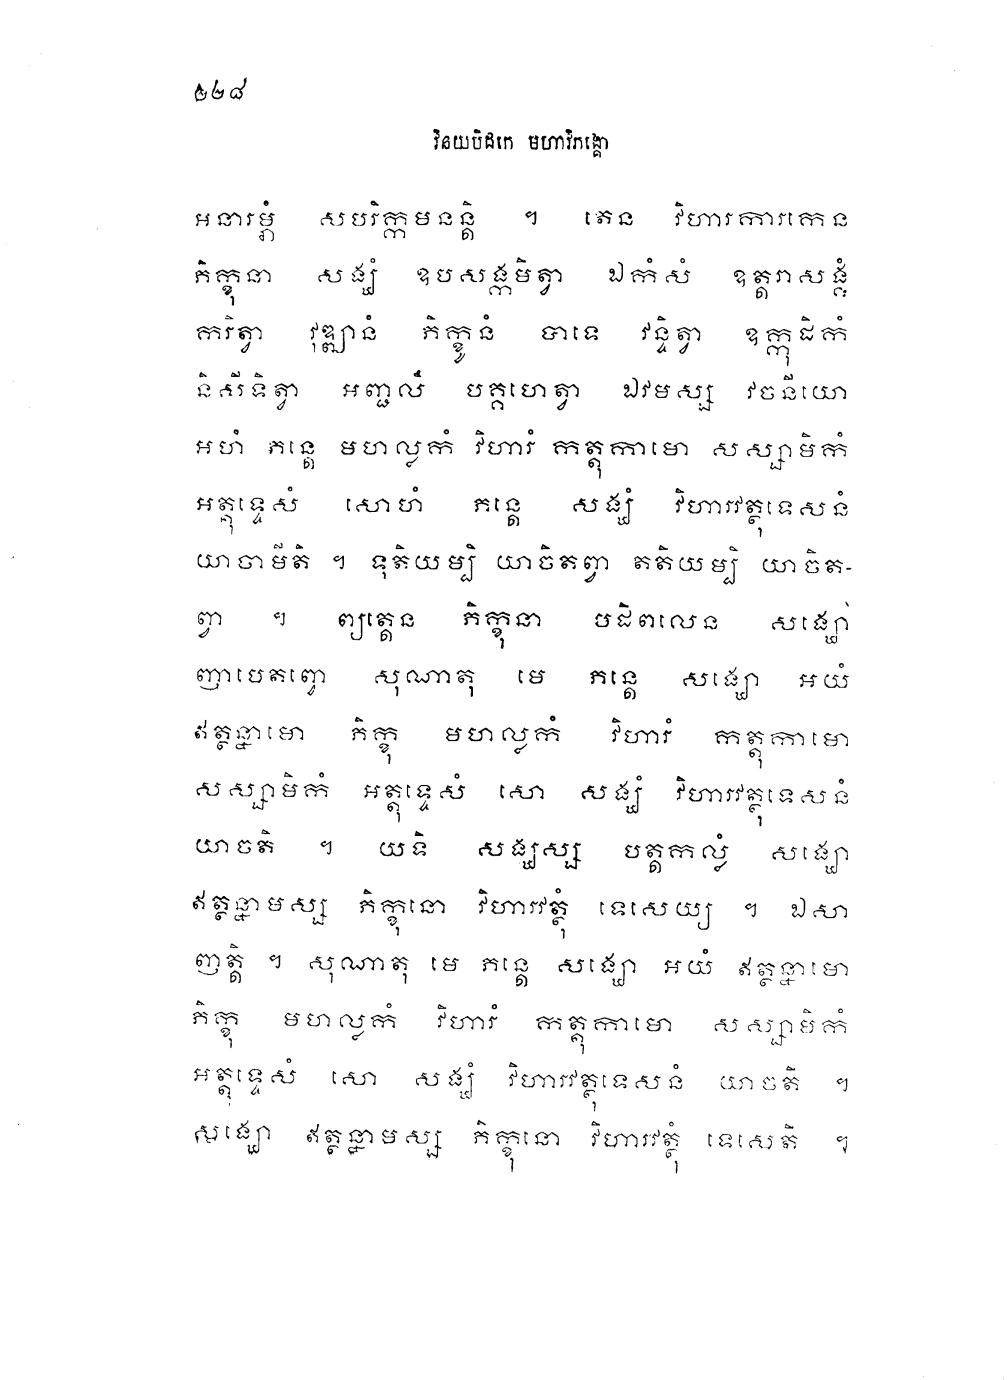 ៥២៨
វិនយបិដកេ មហាវិភង្គោ
អនារម្ភំ សបរិក្កមនន្តិ ។ តេន វិហារការកេន
ភិក្ខុនា សង្ឃំ ឧបសង្កមិត្វា ឯកំសំ ឧត្តរាសង្គំ
ករិត្វា វុឌ្ឍានំ ភិក្ខូនំ បាទេ វន្ទិត្វា ឧក្កុដិកំ
និសីទិត្វា អញ្ជលឹ បគ្គហេត្វា ឯវមស្ស វចនីយោ
អហំ ភន្តេ មហល្លកំ វិហារំ កត្តុកាមោ សស្សាមិកំ
អត្តុទ្ទេសំ សោហំ ភន្តេ សង្ឃំ វិហារវត្ថុទេសនំ
យាចាមីតិ ។ ទុតិយម្បិ យាចិតព្វា តតិយម្បិ យាចិត-
ព្វា ។ ព្យត្តេន ភិក្ខុនា បដិពលេន សង្ឃោ
ញាបេតព្វោ សុណាតុ មេ ភន្តេ សង្ឃោ អយំ
ឥត្ថន្នាមោ ភិក្ខុ មហល្លកំ វិហារំ កត្តុកាមោ
សស្សាមិកំ អត្តុទ្ទេសំ សោ សង្ឃំ វិហារវត្ថុទេសនំ
យាចតិ ។ យទិ សង្ឃស្ស បត្តកល្លំ សង្ឃោ
ឥត្ថន្នាមស្ស ភិក្ខុនោ វិហារវត្ថុំ ទេសេយ្យ ។ ឯសា
ញត្តិ ។ សុណាតុ មេ ភន្តេ សង្ឃោ អយំ ឥត្ថន្នាមោ
ភិក្ខុ មហល្លកំ វិហារំ កត្តុកាមោ សស្សាមិកំ
អត្តុទ្ទេសំ សោ សង្ឃំ វិហារវត្ថុទេសនំ យាចតិ ។
សង្ឃោ ឥត្ថន្នាមស្ស ភិក្ខុនោ វិហារវត្ថុំ ទេសេតិ ។